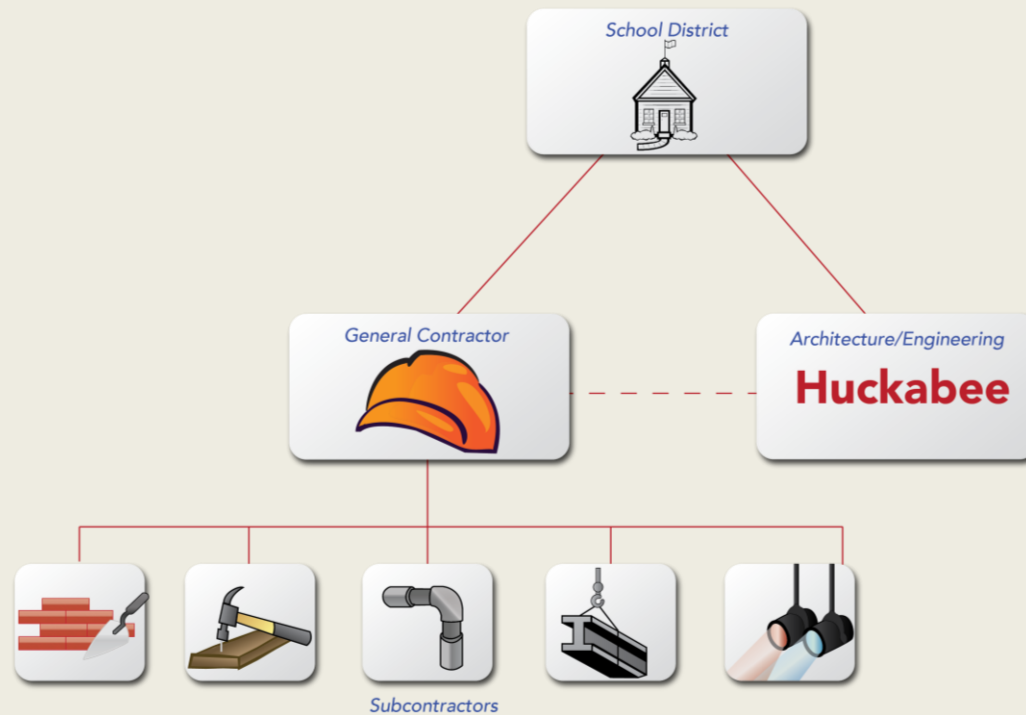 School District
General Contractor
Architecture/Engineering
Huckabee
Subcontractors